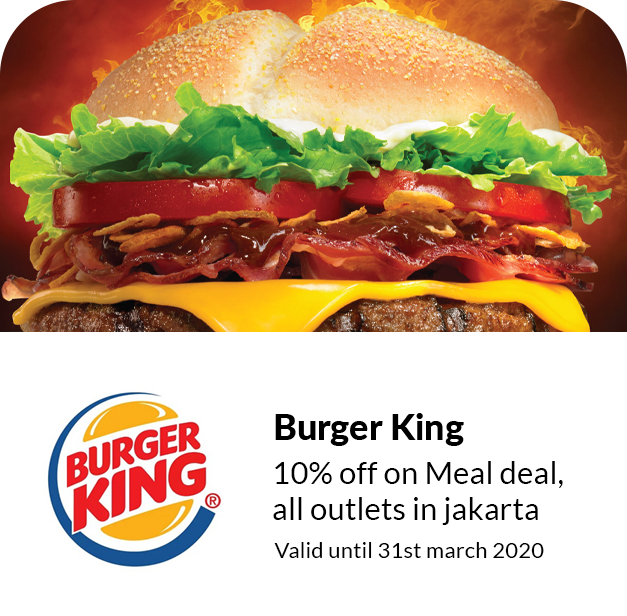 BURGER
KING®
Burger King
10% off on Meal deal,
all outlets in jakarta
Valid until 31st march 2020